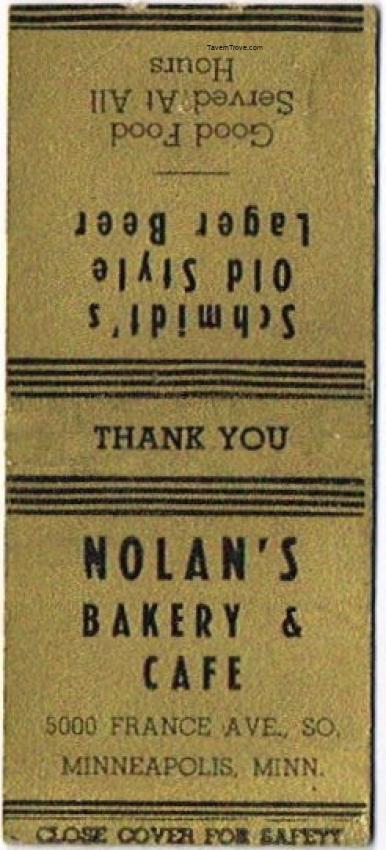 TavernTrove.com
Schmidt's
Old Style
Lager Beer
Good Food
Served At All
Hours
THANK YOU
NOLAN'S
BAKERY &
CAFE
5000 FRANCE AVE., SO.
MINNEAPOLIS, MINN.
CLOSE COVER FOR SAFETY